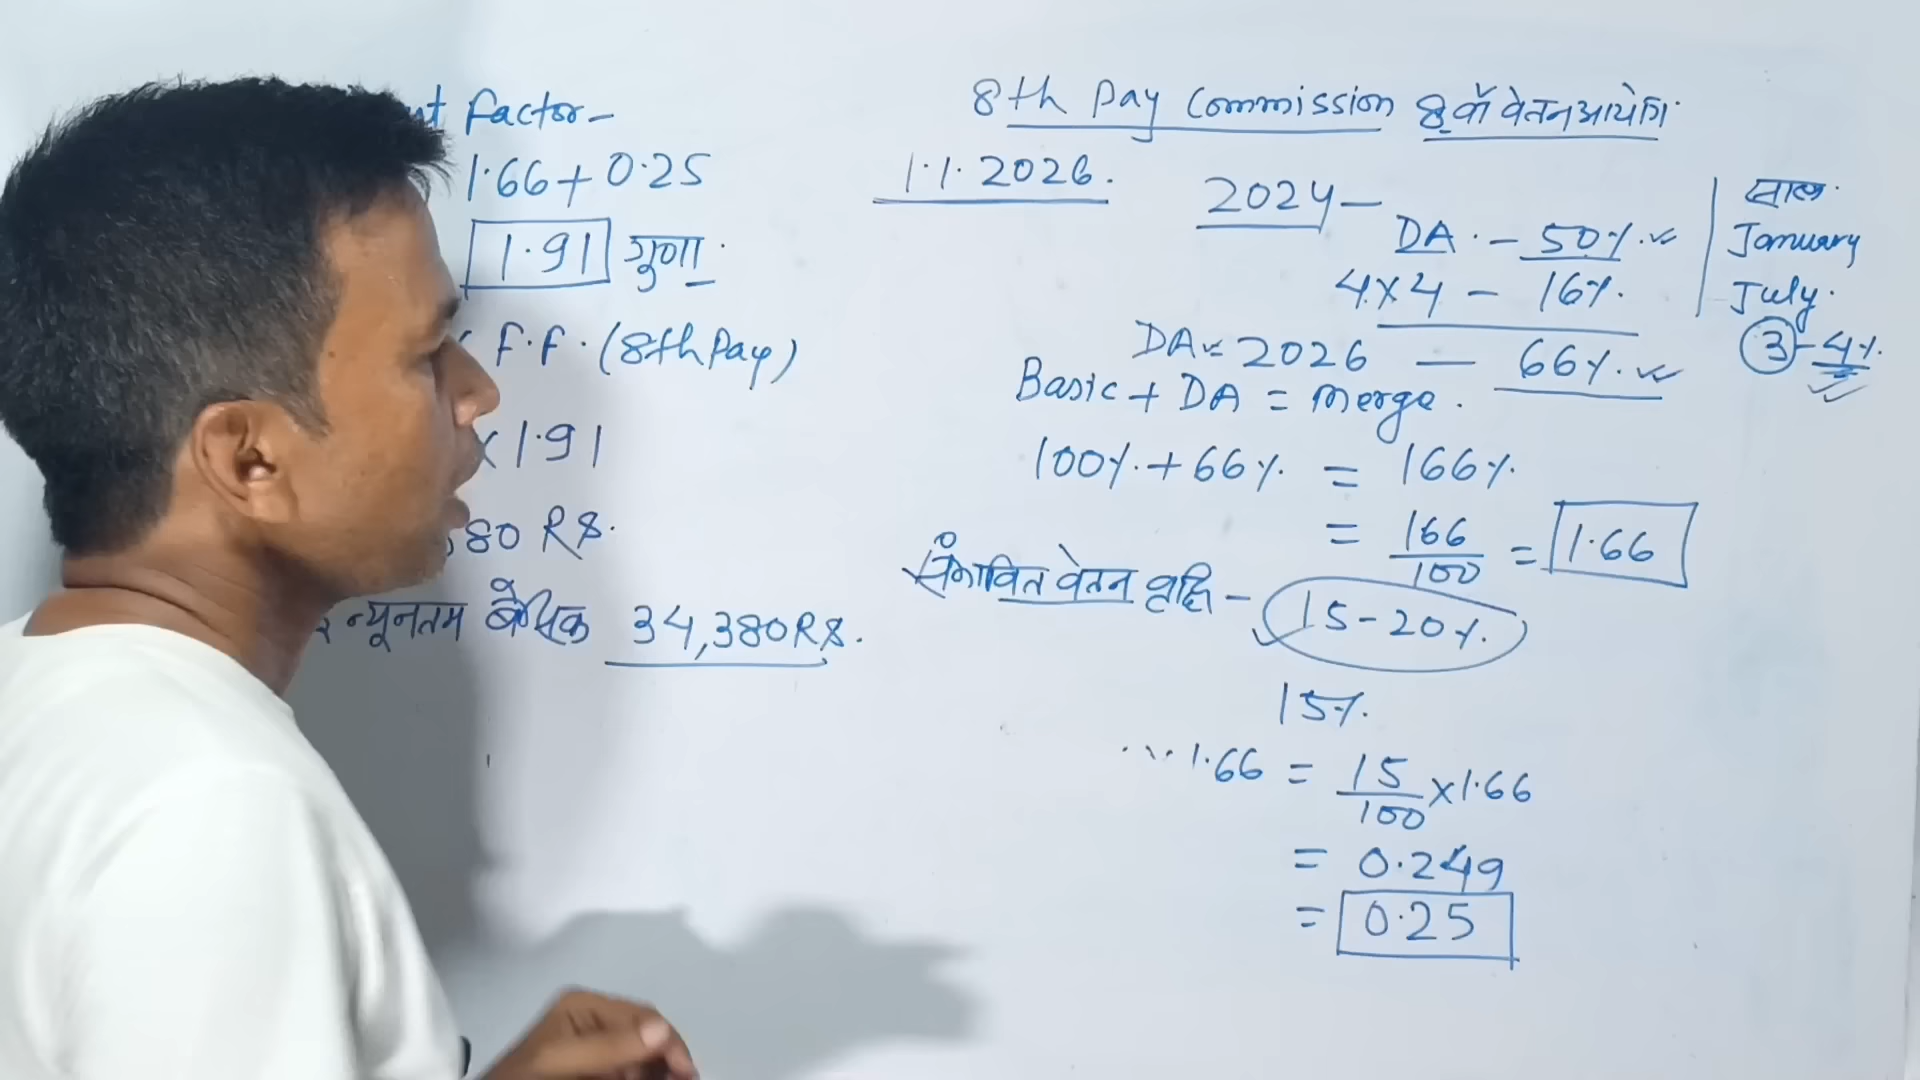 Factor-
1.66+0.25
1.91 गुणा.
F.F.(8th Pay)
×1.91
80 RS.
न्यूनतम बेसिक 34,380RS.
8th Pay Commission 8वाँ वेतन आयोग
1.1.2026.
2024-
DA.- 50%.
4×4 - 16%.
DA 2026 - 66%.
Basic + DA = Merge.
100%+66% = 166%
= 166/100 = 1.66
संभावित वेतन वृद्धि - 15-20%.
15%.
1.66 = 15/100 ×1.66
= 0.249
= 0.25
साल.
January
July.
3-4%.